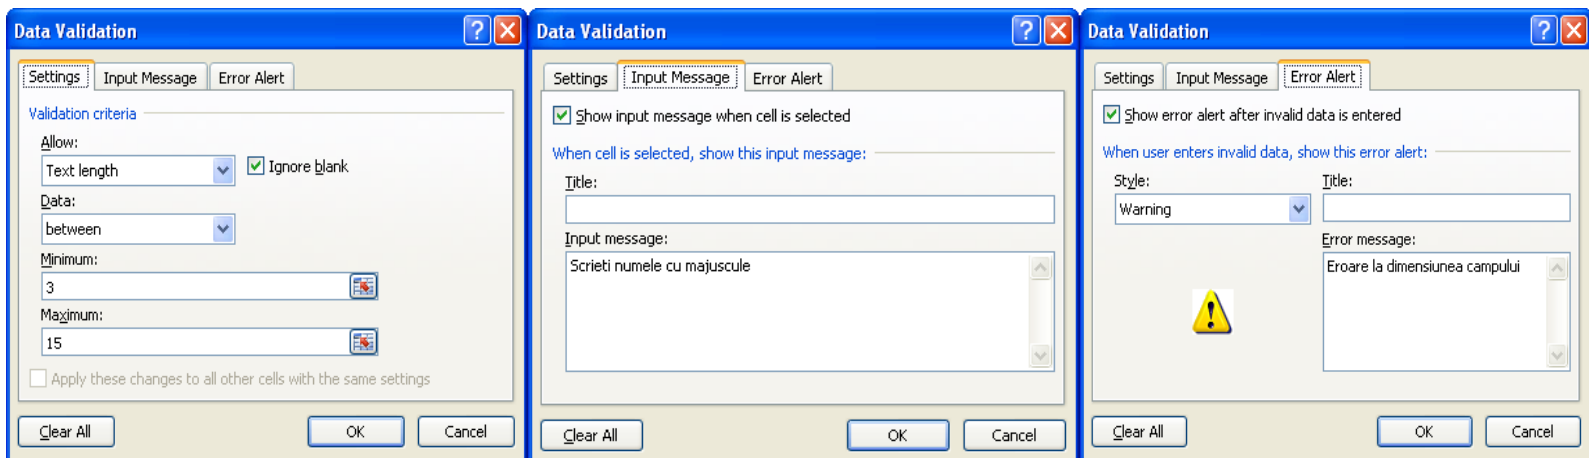 Data Validation
Settings Input Message Error Alert
Validation criteria
Allow:
Text length Ignore blank
Data:
between
Minimum:
3
Maximum:
15
Apply these changes to all other cells with the same settings
Clear All OK Cancel
Data Validation
Settings Input Message Error Alert
Show input message when cell is selected
When cell is selected, show this input message:
Title:
Input message:
Scrieti numele cu majuscule
Clear All OK Cancel
Data Validation
Settings Input Message Error Alert
Show error alert after invalid data is entered
When user enters invalid data, show this error alert:
Style: Title:
Warning
Error message:
Eroare la dimensiunea campului
Clear All OK Cancel